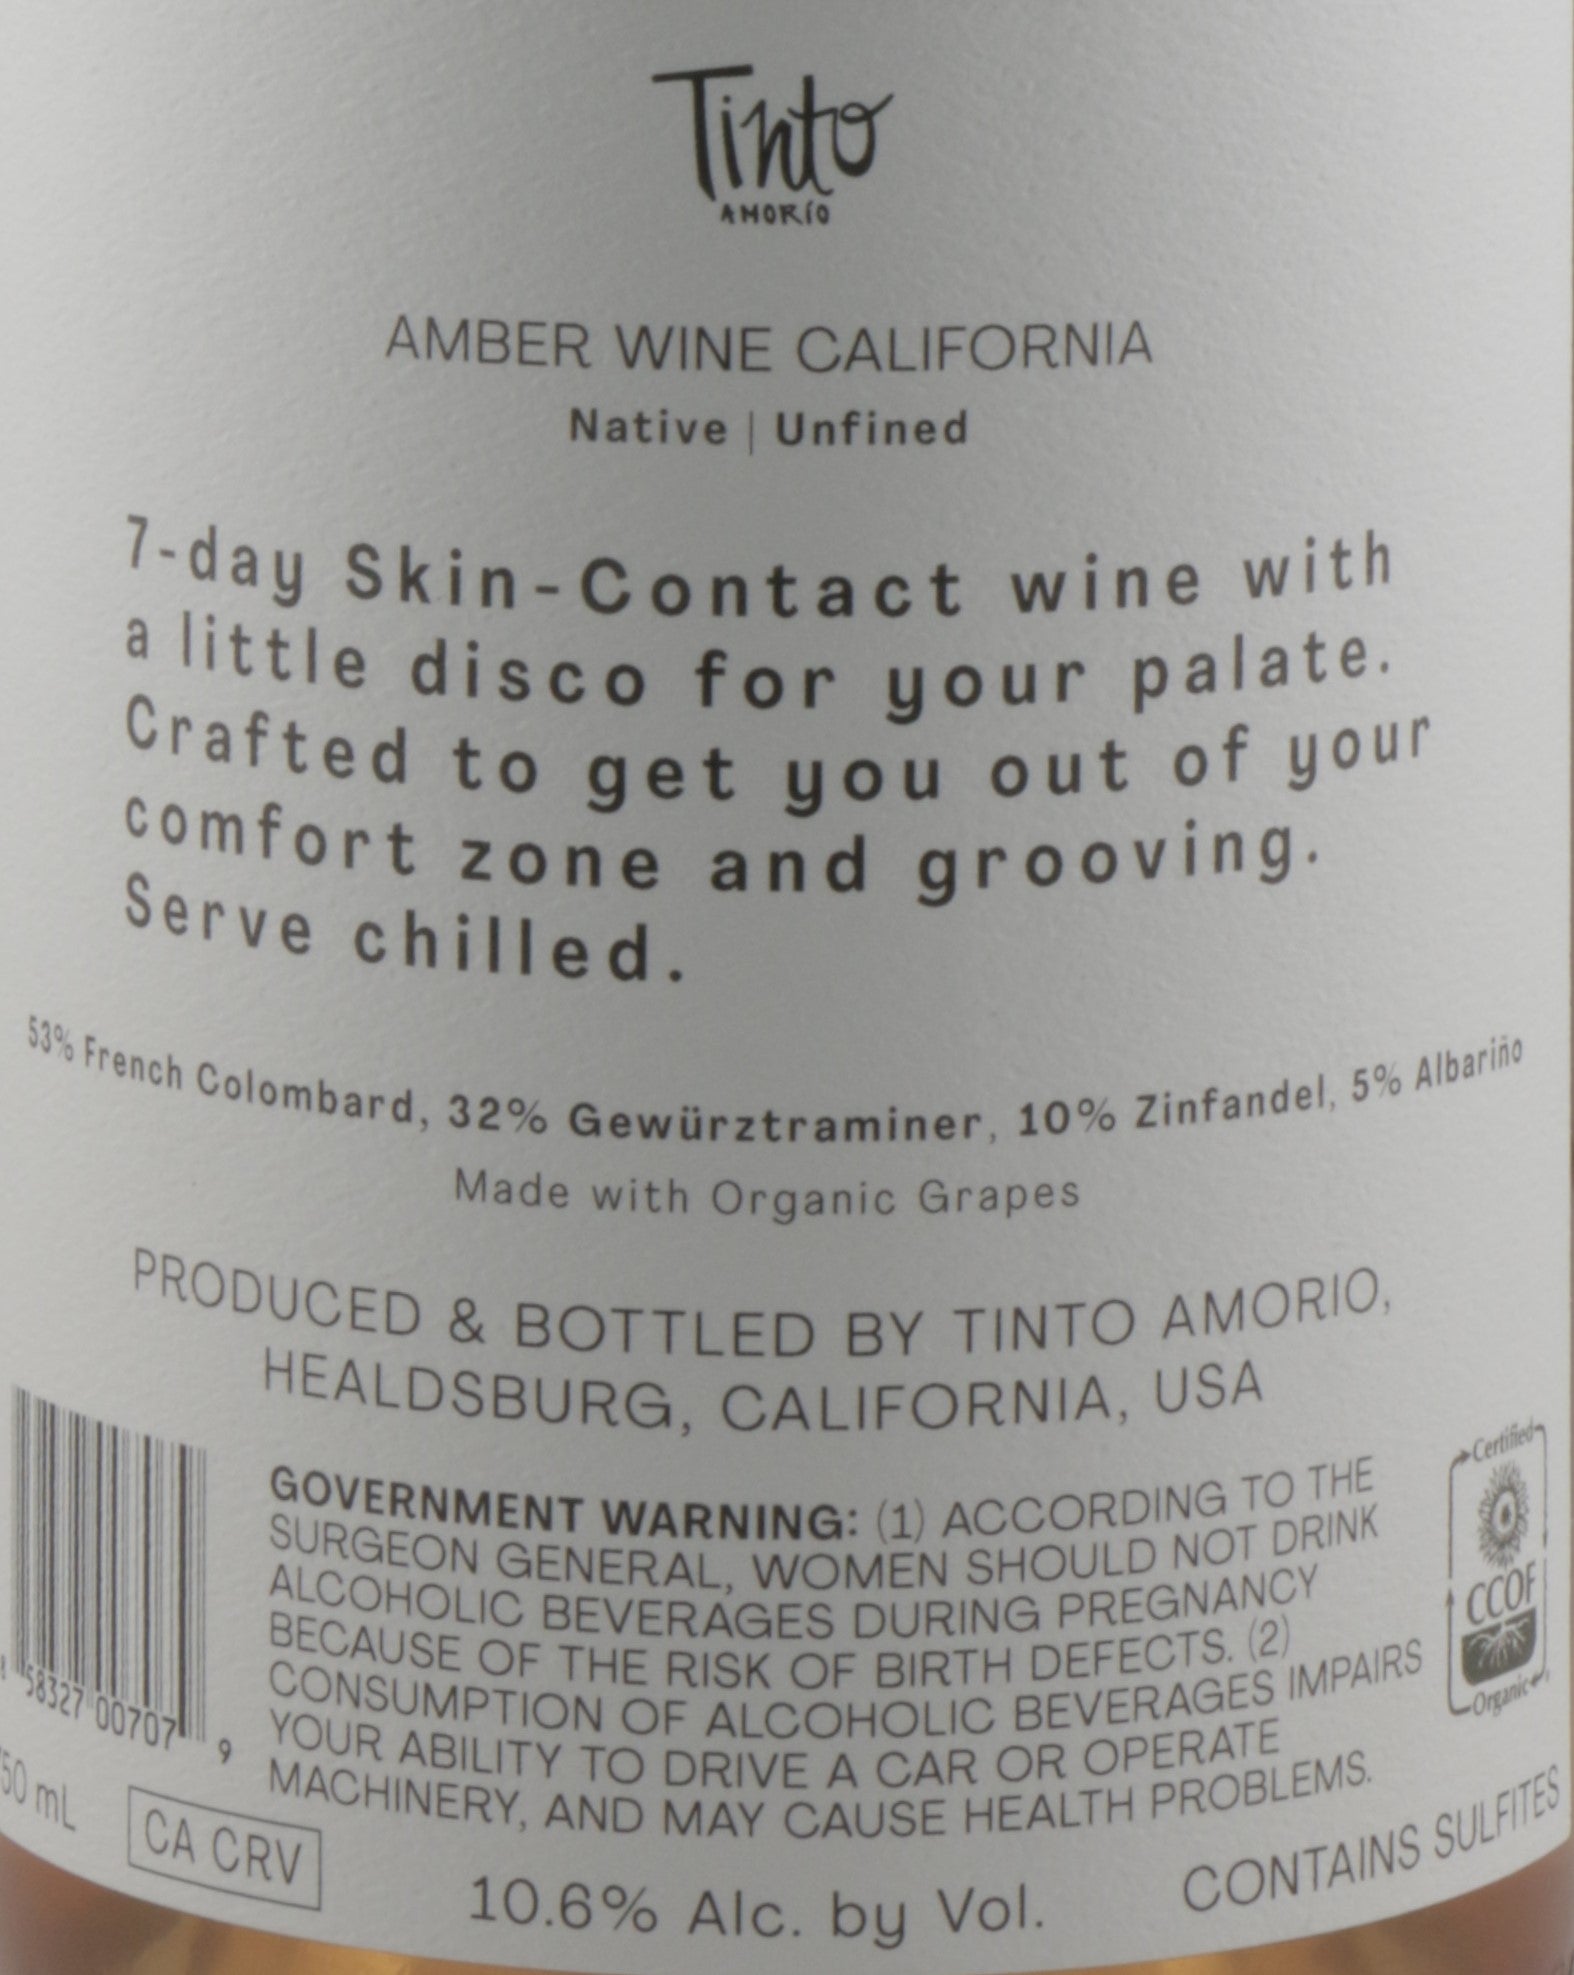 Tinto
AMORÍO
AMBER WINE CALIFORNIA
Native | Unfined
7-day Skin-Contact wine with
a little disco for your palate.
Crafted to get you out of your
comfort zone and grooving.
Serve chilled.
53% French Colombard, 32% Gewürztraminer, 10% Zinfandel, 5% Albariño
Made with Organic Grapes
PRODUCED & BOTTLED BY TINTO AMORIO,
HEALDSBURG, CALIFORNIA, USA
GOVERNMENT WARNING: (1) ACCORDING TO THE
SURGEON GENERAL, WOMEN SHOULD NOT DRINK
ALCOHOLIC BEVERAGES DURING PREGNANCY
BECAUSE OF THE RISK OF BIRTH DEFECTS. (2)
CONSUMPTION OF ALCOHOLIC BEVERAGES IMPAIRS
YOUR ABILITY TO DRIVE A CAR OR OPERATE
MACHINERY, AND MAY CAUSE HEALTH PROBLEMS.
Certified
CCOF
Organic
8 58327 00707 9
50 mL
CA CRV
10.6% Alc. by Vol.
CONTAINS SULFITES